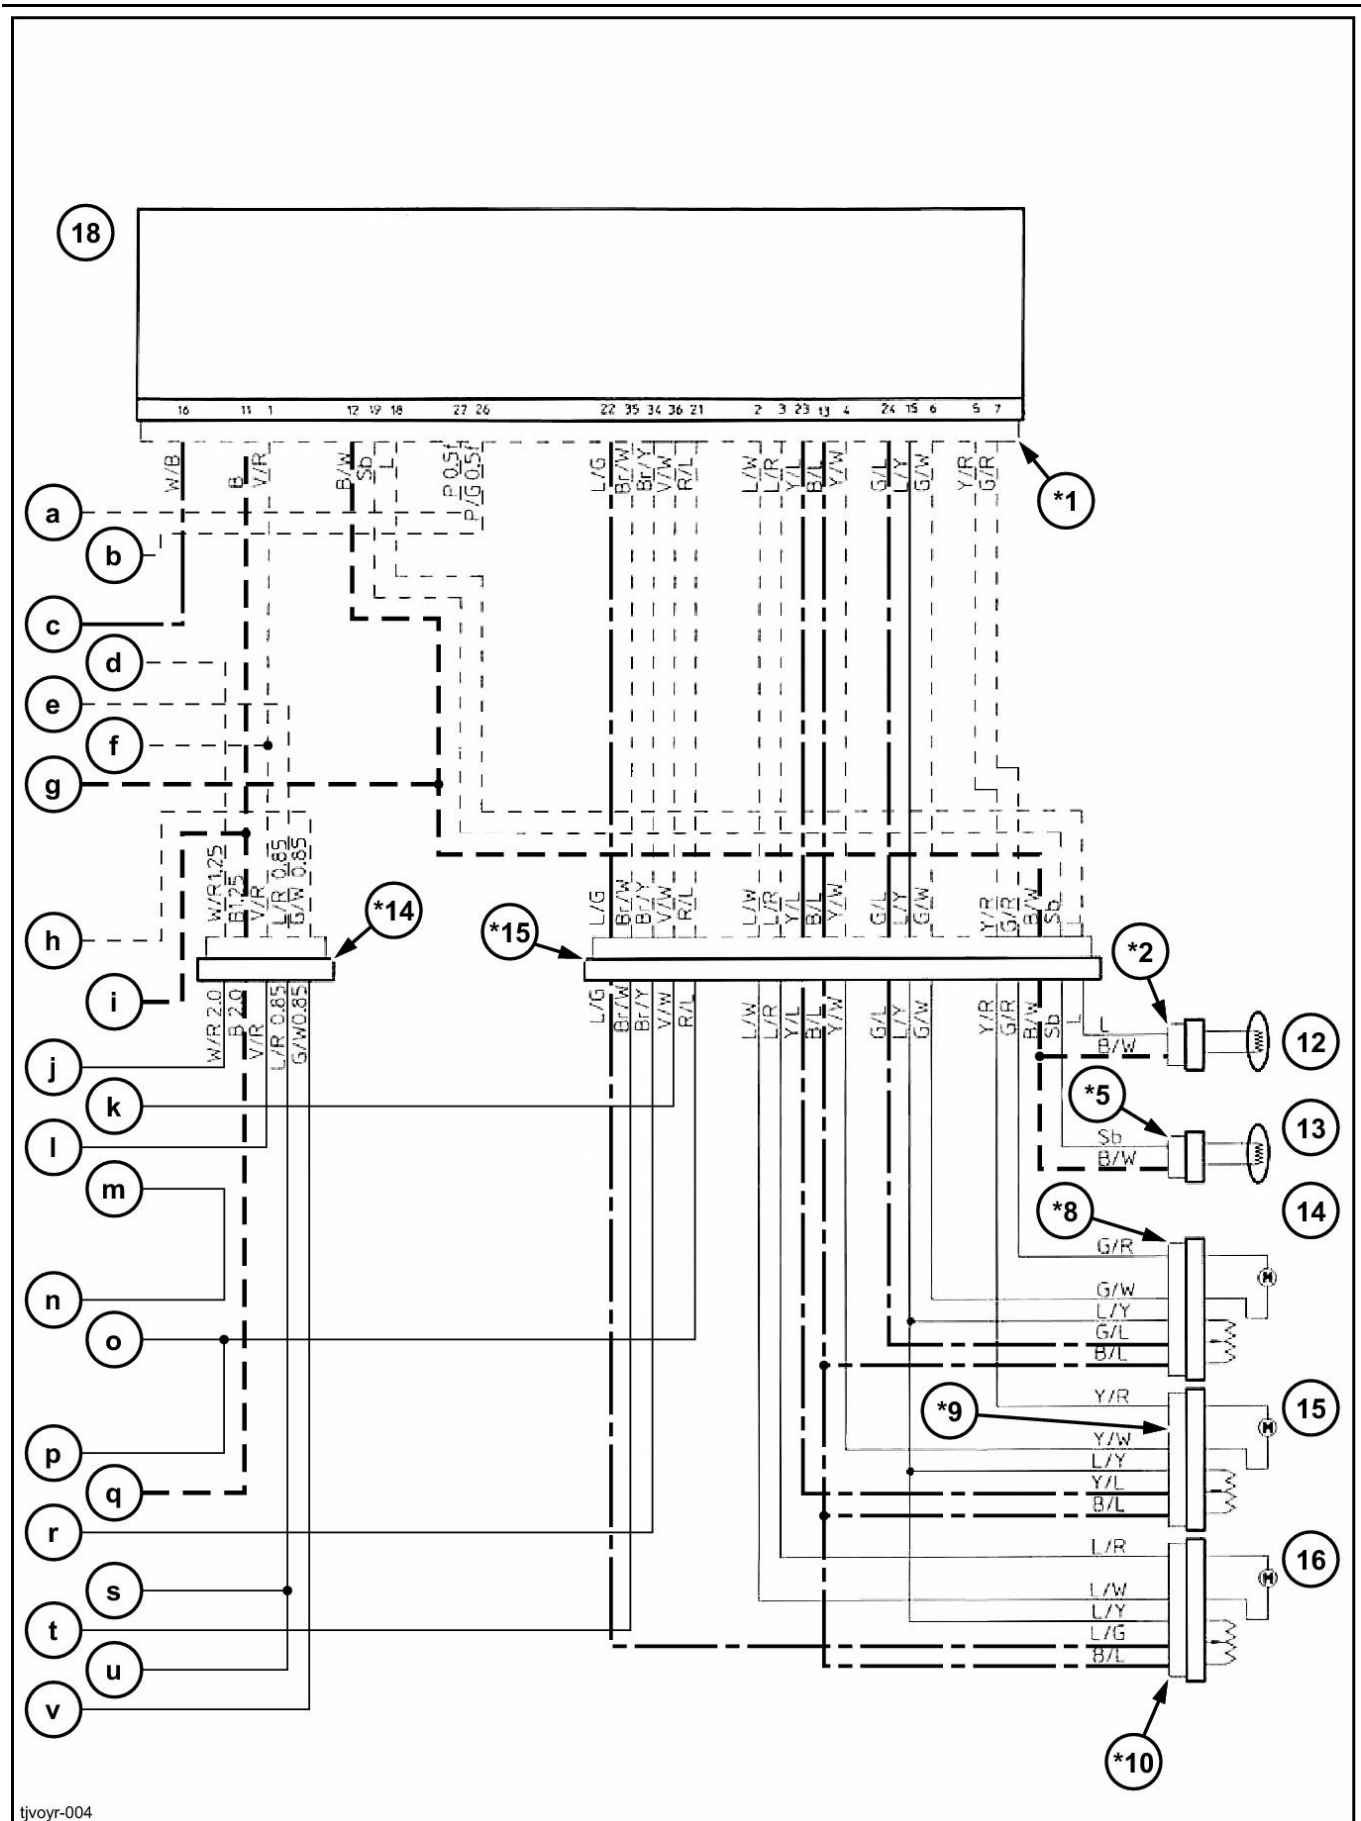 18
16 11 1 12 19 18 27 26 22 35 34 36 21 2 3 23 13 4 24 15 6 5 7
W/B B V/R B/W Sb L P 0.5f P/G 0.5f L/G Br/W Br/Y V/W R/L L/W L/R Y/L B/L Y/W G/L L/Y G/W Y/R G/R
*1
a
b
c
d
e
f
g
W/R1.25 B1.25 V/R L/R 0.85 G/W 0.85
L/G Br/W Br/Y V/W R/L L/W L/R Y/L B/L Y/W G/L L/Y G/W Y/R G/R B/W Sb
*14
*15
h
*2
i
W/R 2.0 B 2.0 V/R L/R 0.85 G/W0.85
L/G Br/W Br/Y V/W R/L L/W L/R Y/L B/L Y/W G/L L/Y G/W Y/R G/R B/W Sb L
L
B/W
12
j
*5
k
Sb
B/W
13
l
m
*8
14
G/R
G/W
L/Y
G/L
B/L
M
n
o
*9
15
Y/R
Y/W
L/Y
Y/L
B/L
M
p
q
r
16
L/R
L/W
L/Y
L/G
B/L
M
s
t
u
v
*10
tjvoyr-004